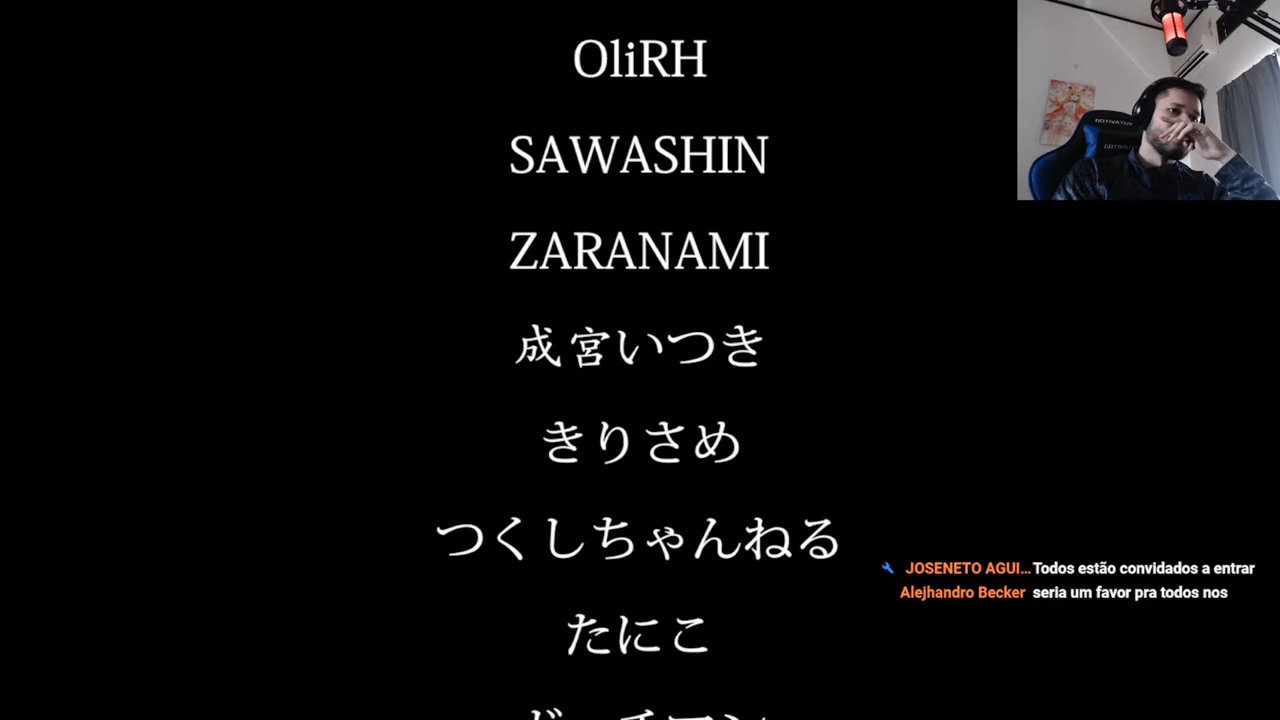 OliRH
SAWASHIN
ZARANAMI
成宮いつき
きりさめ
つくしちゃんねる
たにこ
JOSENETO AGUI… Todos estão convidados a entrar
Alejhandro Becker seria um favor pra todos nos